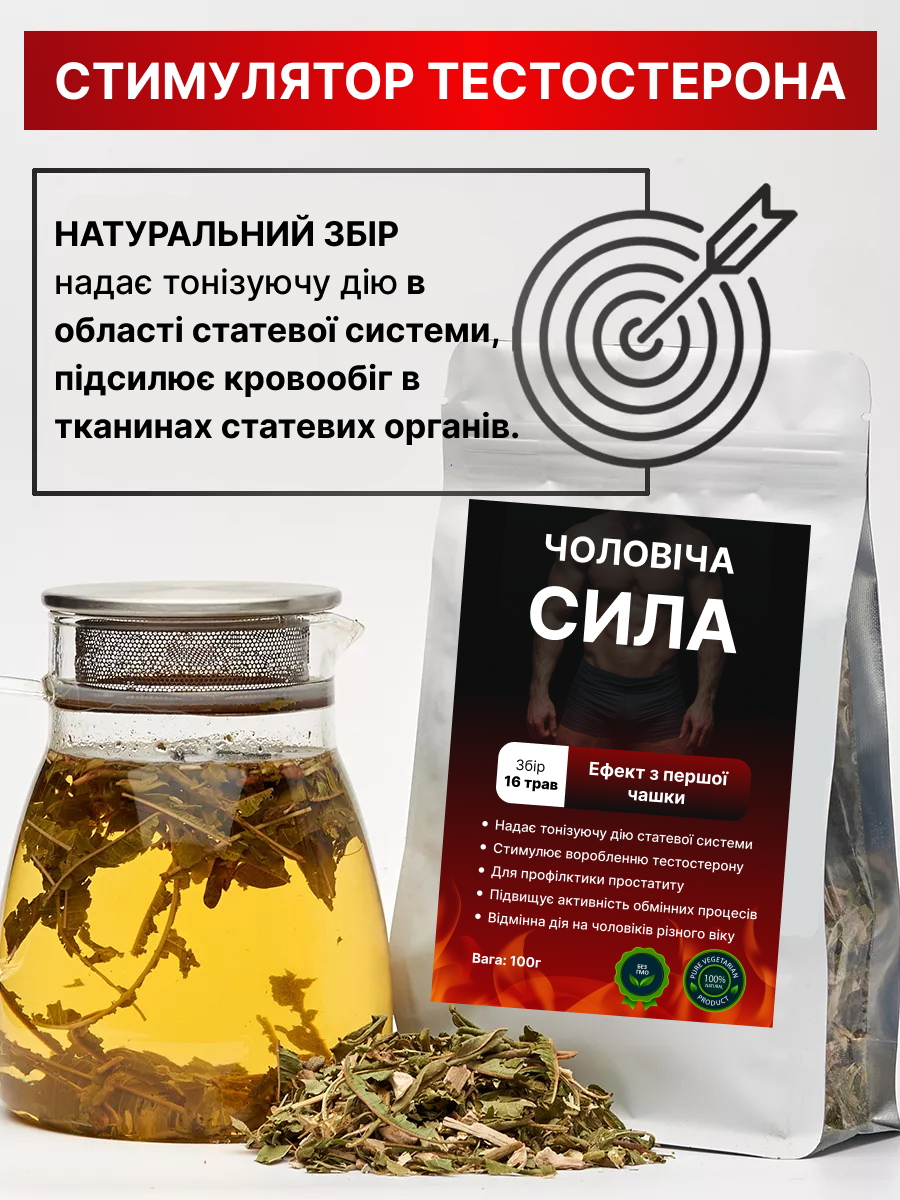 СТИМУЛЯТОР ТЕСТОСТЕРОНА
НАТУРАЛЬНИЙ ЗБІР
надає тонізуючу дію в
області статевої системи,
підсилює кровообіг в
тканинах статевих органів.
ЧОЛОВІЧА
СИЛА
Збір
16 трав
Ефект з першої
чашки
• Надає тонізуючу дію статевої системи
• Стимулює воробленню тестостерону
• Для профілктики простатиту
• Підвищує активність обмінних процесів
• Відмінна дія на чоловіків різного віку
Вага: 100г
БЕЗ
ГМО
PURE VEGETARIAN
100%
NATURAL
PRODUCT